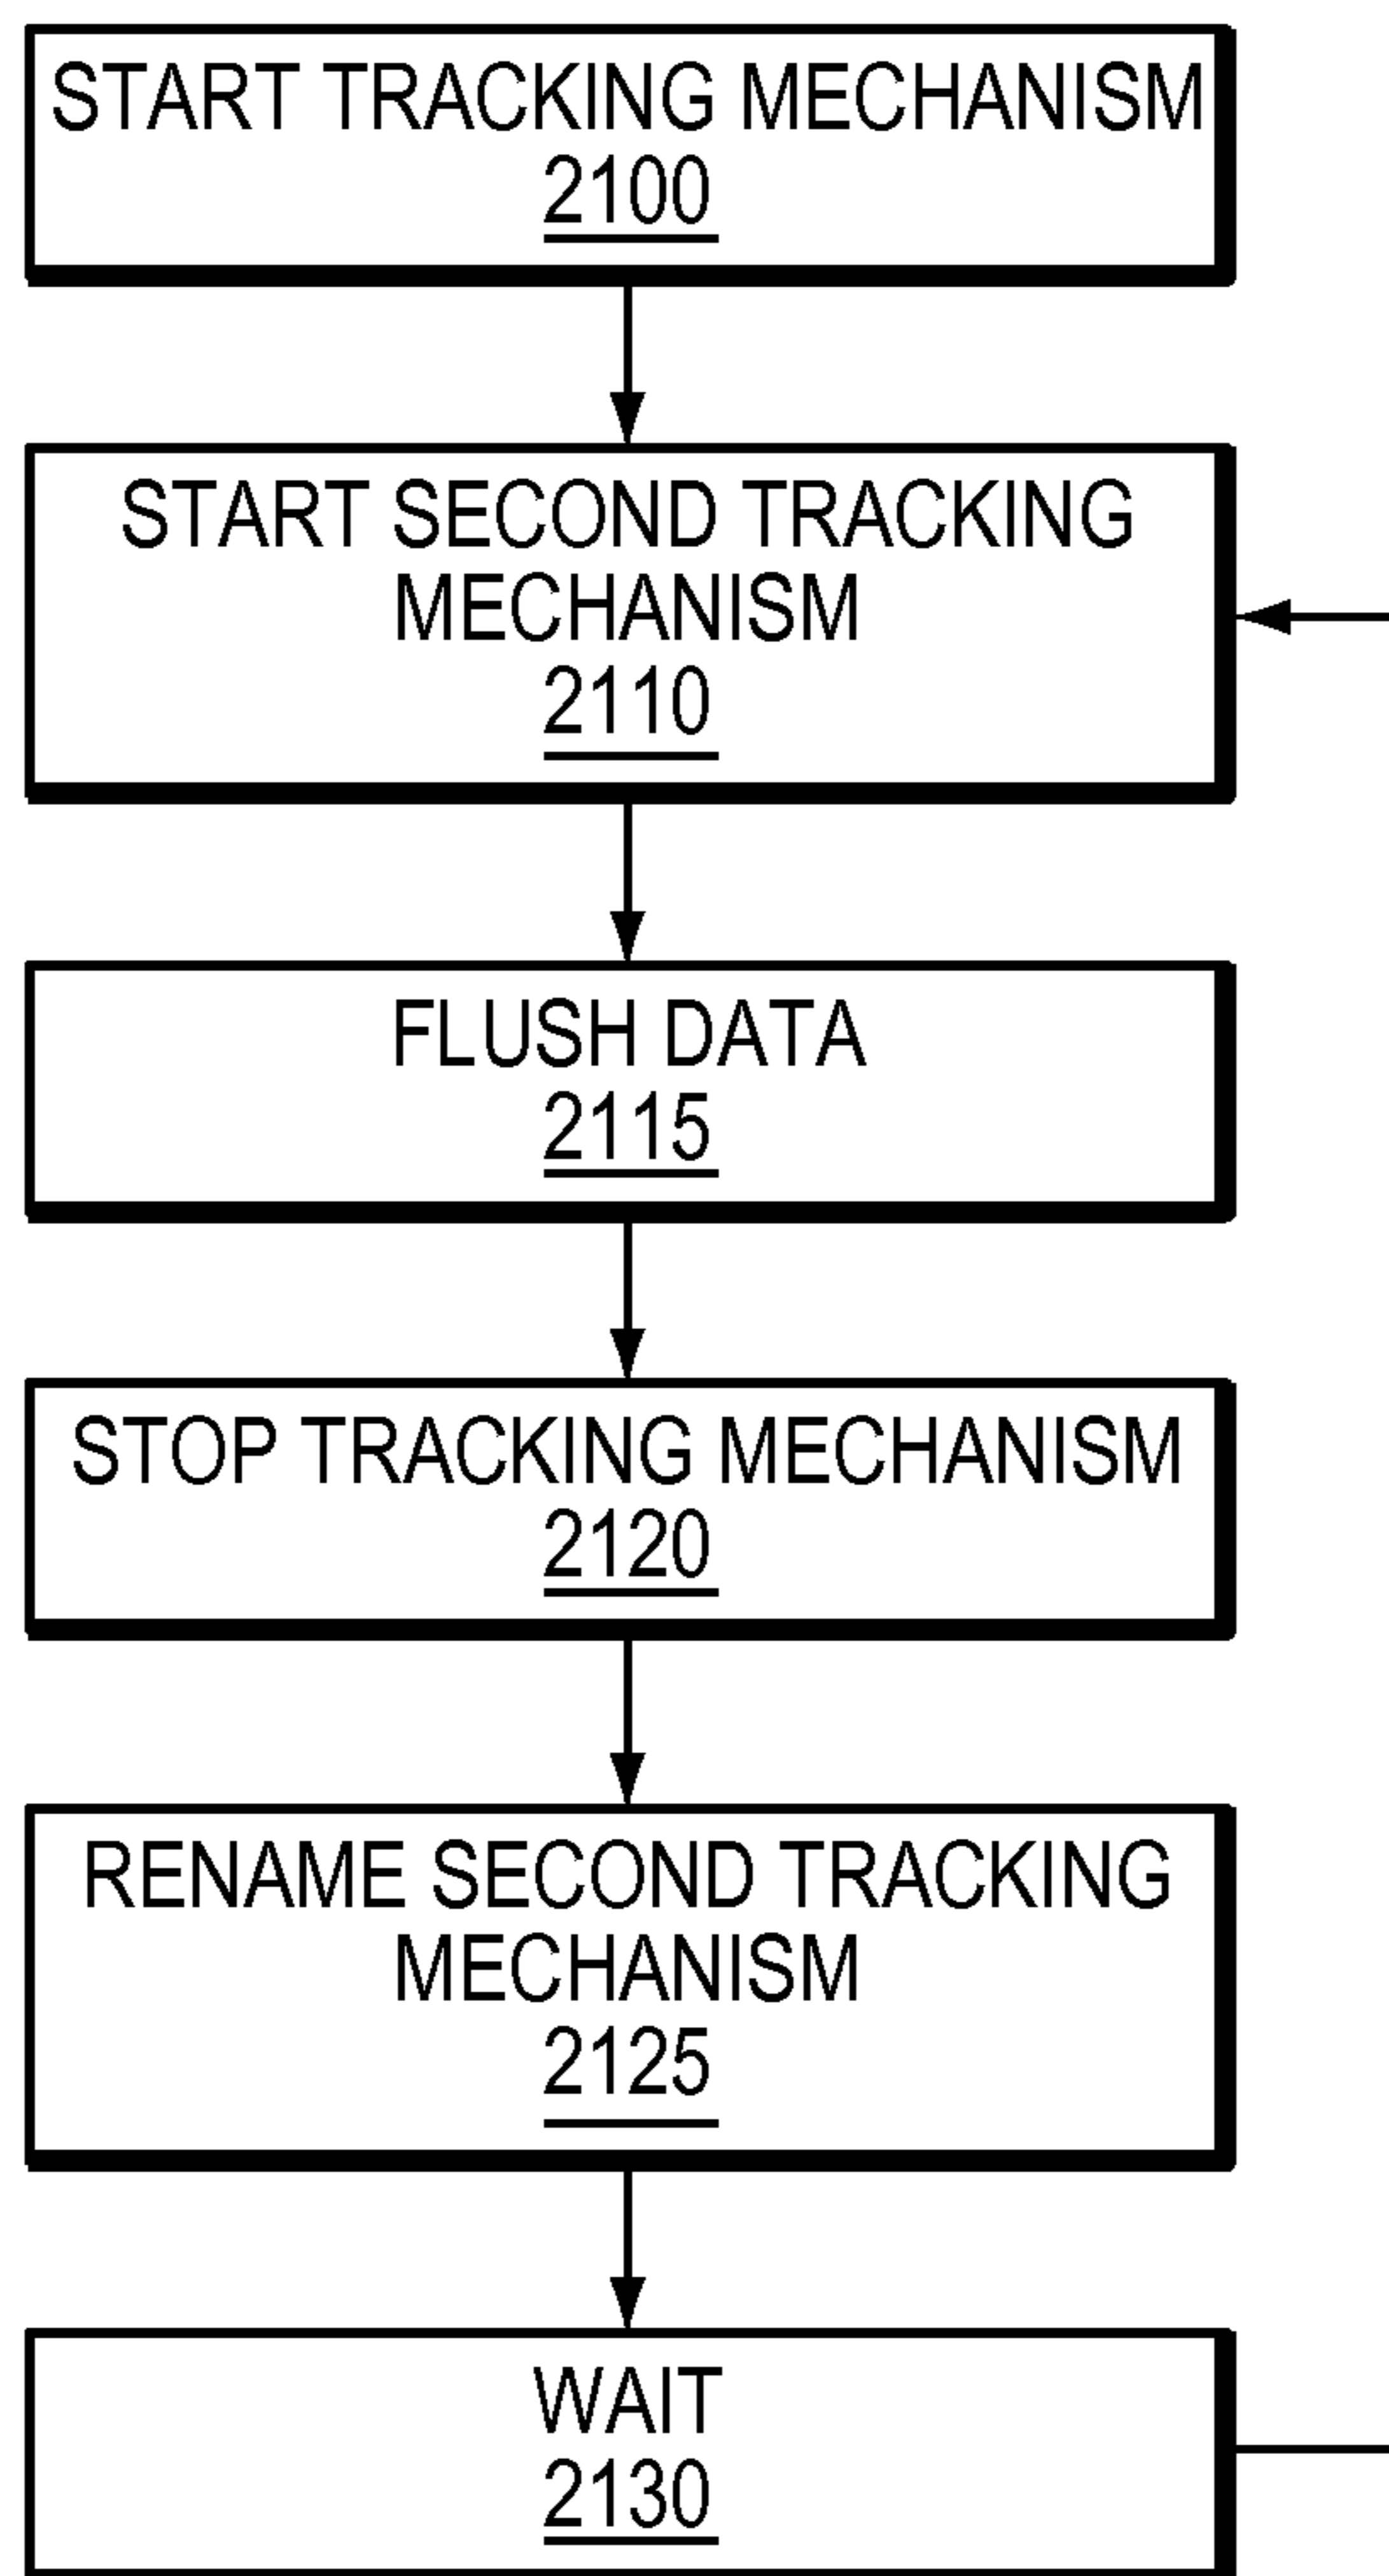 START TRACKING MECHANISM
2100
START SECOND TRACKING
MECHANISM
2110
FLUSH DATA
2115
STOP TRACKING MECHANISM
2120
RENAME SECOND TRACKING
MECHANISM
2125
WAIT
2130